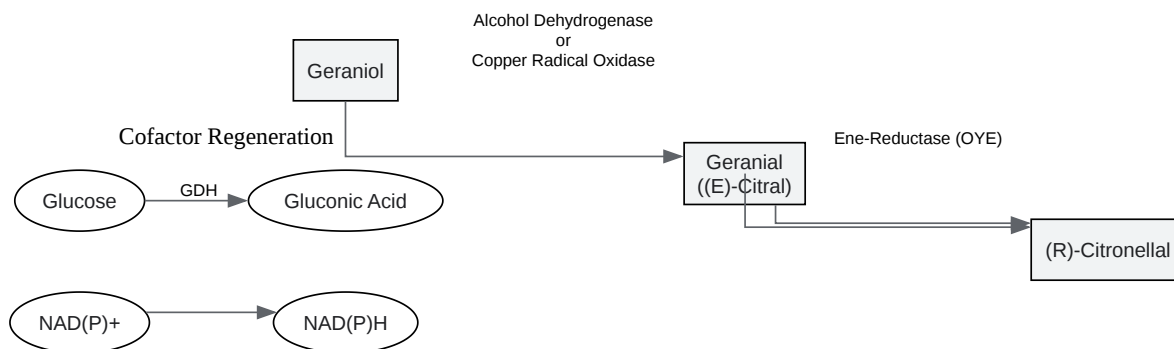 Alcohol Dehydrogenase
or
Copper Radical Oxidase
Geraniol
Cofactor Regeneration
Ene-Reductase (OYE)
Geranial
((E)-Citral)
Glucose
GDH
Gluconic Acid
(R)-Citronellal
NAD(P)+
NAD(P)H